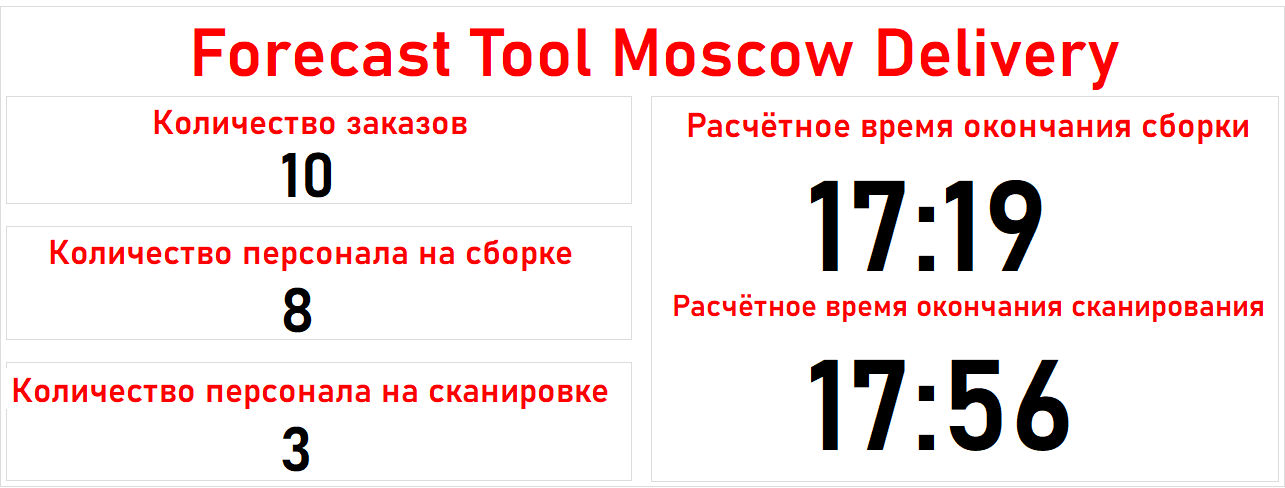 Forecast Tool Moscow Delivery
Количество заказов
10
Количество персонала на сборке
8
Количество персонала на сканировке
3
Расчётное время окончания сборки
17:19
Расчётное время окончания сканирования
17:56